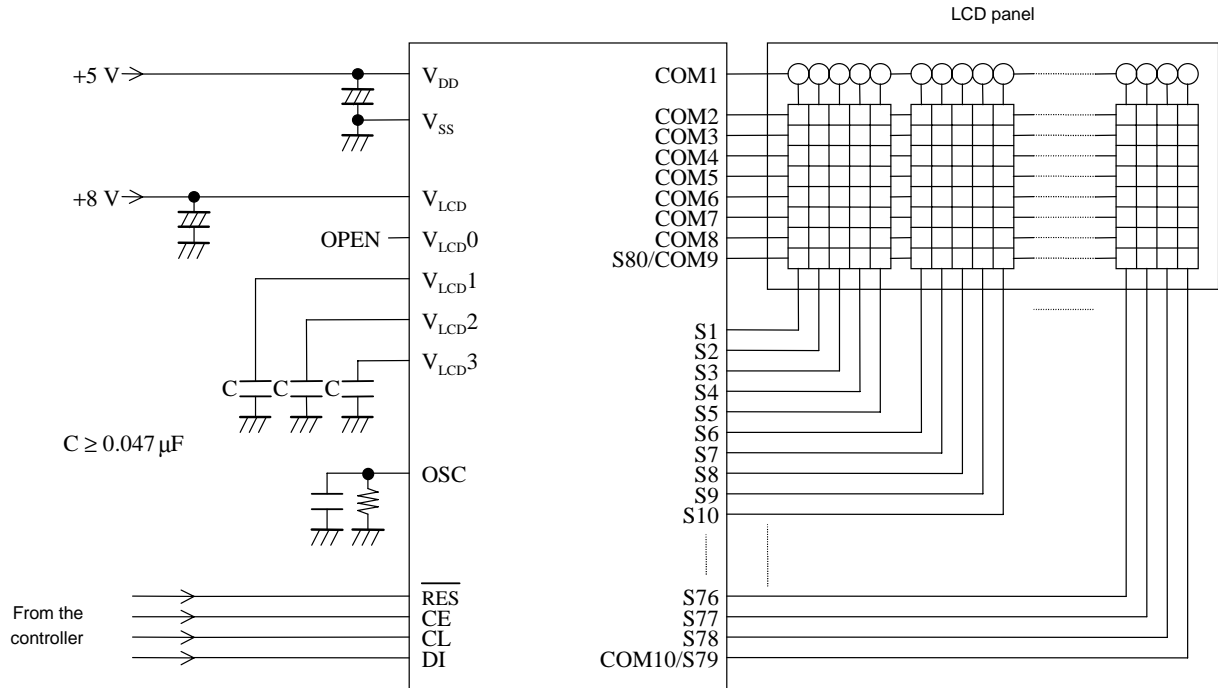 LCD panel
+5 V
VDD
VSS
+8 V
VLCD
OPEN
VLCD0
VLCD1
VLCD2
VLCD3
C
C
C
C ≥ 0.047 μF
OSC
From the
controller
RES
CE
CL
DI
COM1
COM2
COM3
COM4
COM5
COM6
COM7
COM8
S80/COM9
S1
S2
S3
S4
S5
S6
S7
S8
S9
S10
S76
S77
S78
COM10/S79